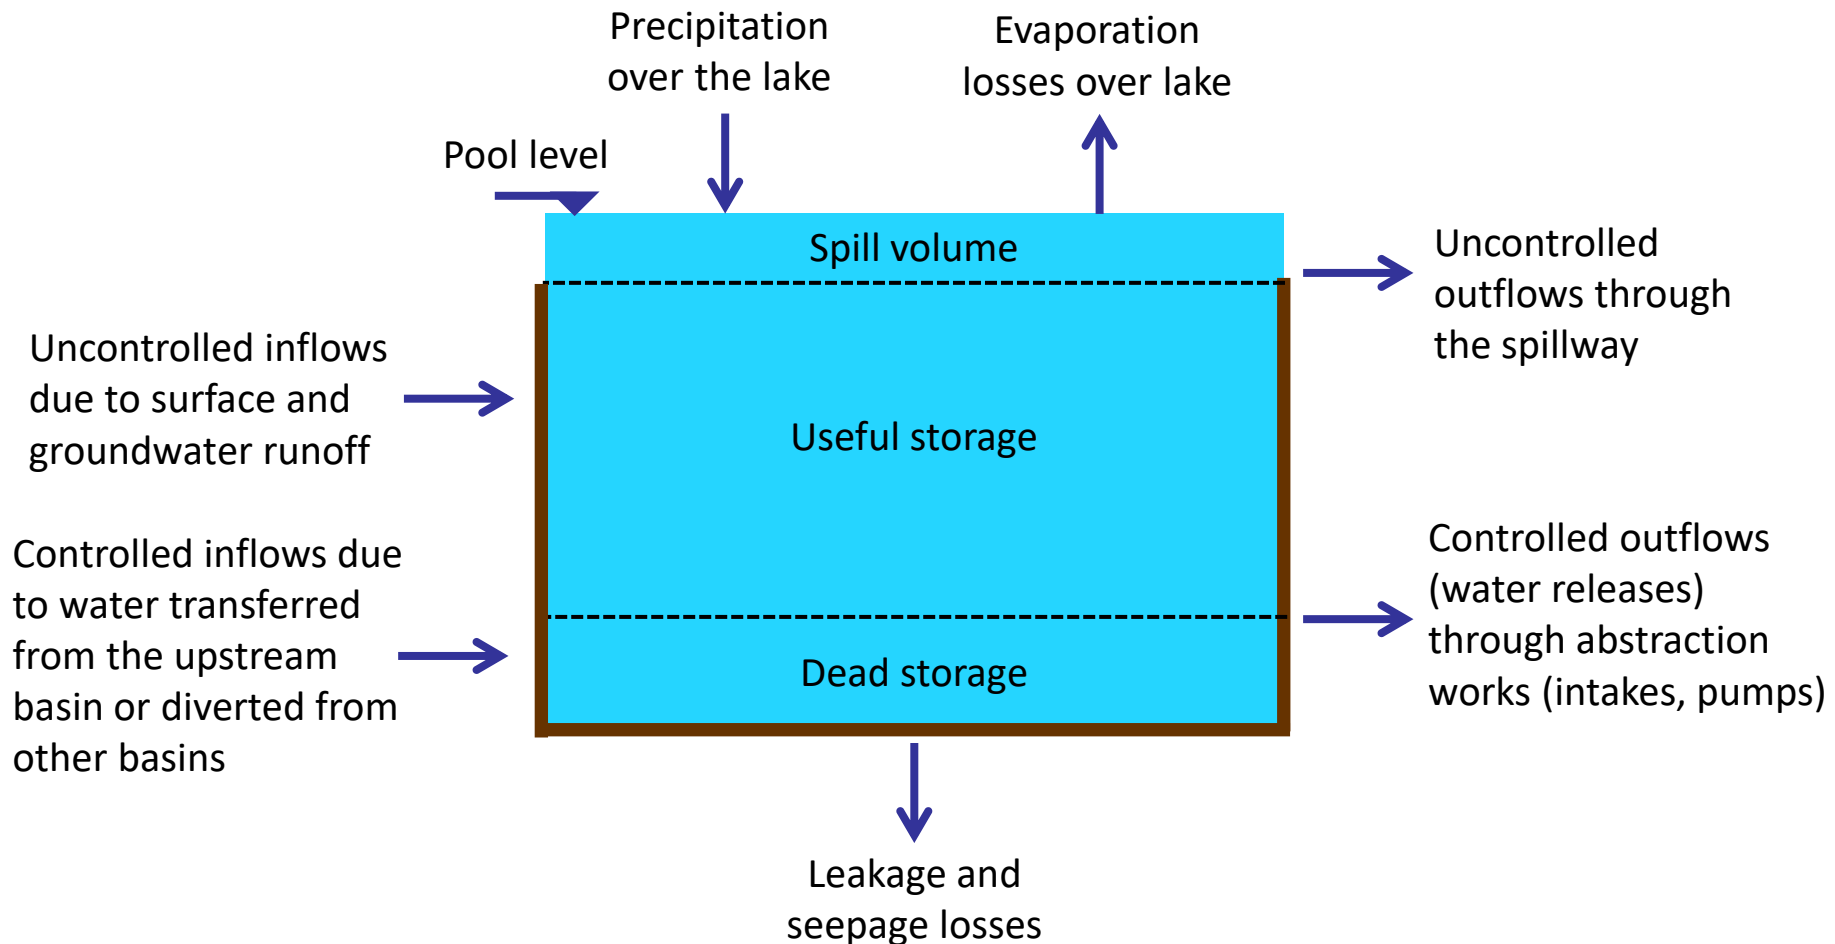 Precipitation
over the lake
Evaporation
losses over lake
Pool level
Spill volume
Uncontrolled
outflows through
the spillway
Uncontrolled inflows
due to surface and
groundwater runoff
Useful storage
Controlled inflows due
to water transferred
from the upstream
basin or diverted from
other basins
Dead storage
Controlled outflows
(water releases)
through abstraction
works (intakes, pumps)
Leakage and
seepage losses